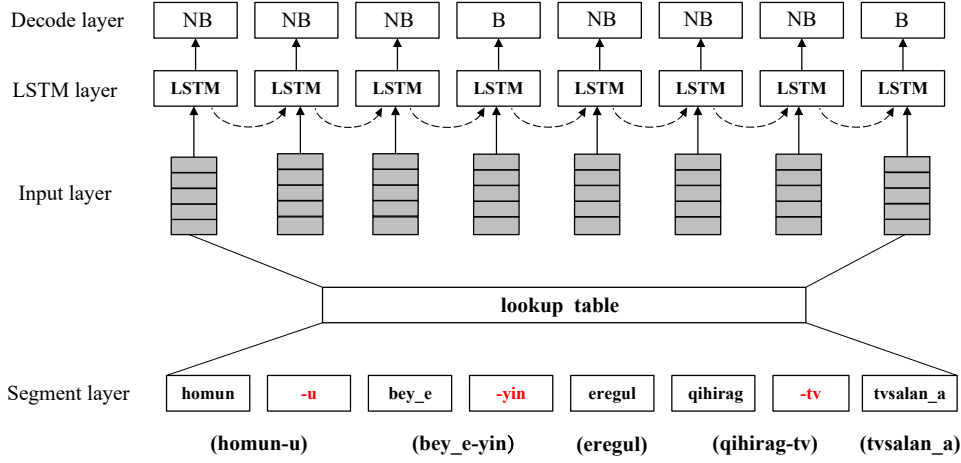 Decode layer NB NB NB B NB NB NB B
LSTM layer LSTM LSTM LSTM LSTM LSTM LSTM LSTM LSTM
Input layer
lookup table
Segment layer homun -u bey_e -yin eregul qihirag -tv tvsalan_a
(homun-u) (bey_e-yin) (eregul) (qihirag-tv) (tvsalan_a)